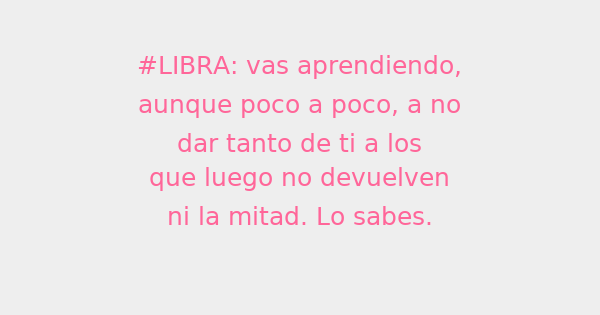 #LIBRA: vas aprendiendo,
aunque poco a poco, a no
dar tanto de ti a los
que luego no devuelven
ni la mitad. Lo sabes.